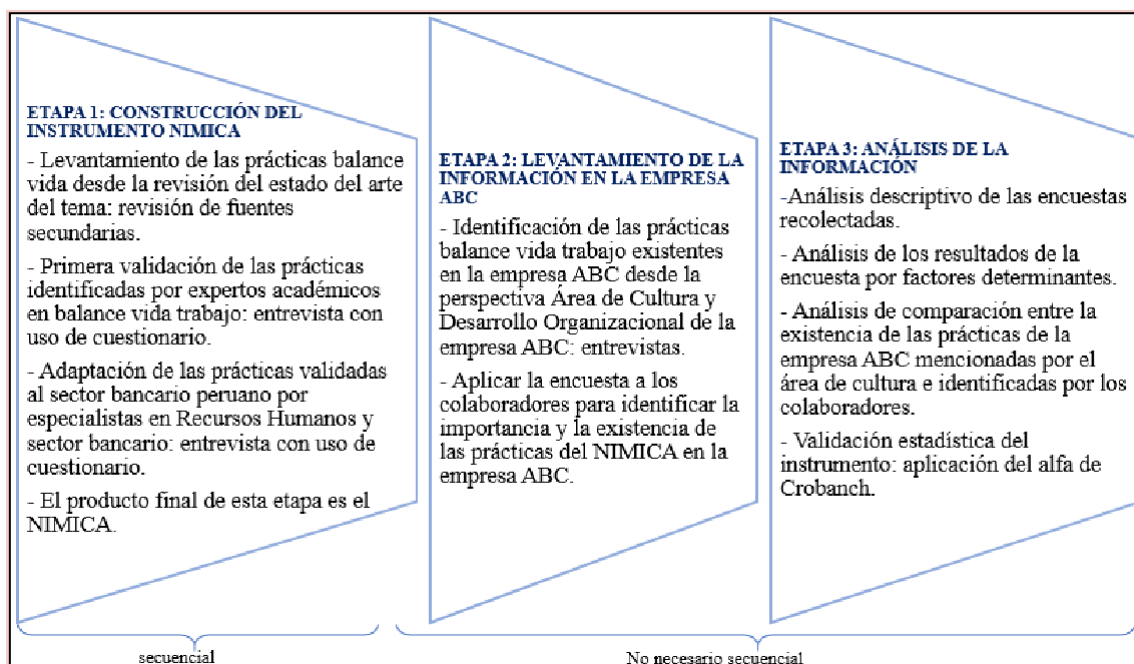 ETAPA 1: CONSTRUCCIÓN DEL
INSTRUMENTO NIMICA
- Levantamiento de las prácticas balance
vida desde la revisión del estado del arte
del tema: revisión de fuentes
secundarias.
- Primera validación de las prácticas
identificadas por expertos académicos
en balance vida trabajo: entrevista con
uso de cuestionario.
- Adaptación de las prácticas validadas
al sector bancario peruano por
especialistas en Recursos Humanos y
sector bancario: entrevista con uso de
cuestionario.
- El producto final de esta etapa es el
NIMICA.
ETAPA 2: LEVANTAMIENTO DE LA
INFORMACIÓN EN LA EMPRESA
ABC
- Identificación de las prácticas
balance vida trabajo existentes
en la empresa ABC desde la
perspectiva Área de Cultura y
Desarrollo Organizacional de la
empresa ABC: entrevistas.
- Aplicar la encuesta a los
colaboradores para identificar la
importancia y la existencia de
las prácticas del NIMICA en la
empresa ABC.
ETAPA 3: ANÁLISIS DE LA
INFORMACIÓN
-Análisis descriptivo de las encuestas
recolectadas.
- Análisis de los resultados de la
encuesta por factores determinantes.
- Análisis de comparación entre la
existencia de las prácticas de la
empresa ABC mencionadas por el
área de cultura e identificadas por los
colaboradores.
- Validación estadística del
instrumento: aplicación del alfa de
Crobanch.
secuencial
No necesario secuencial